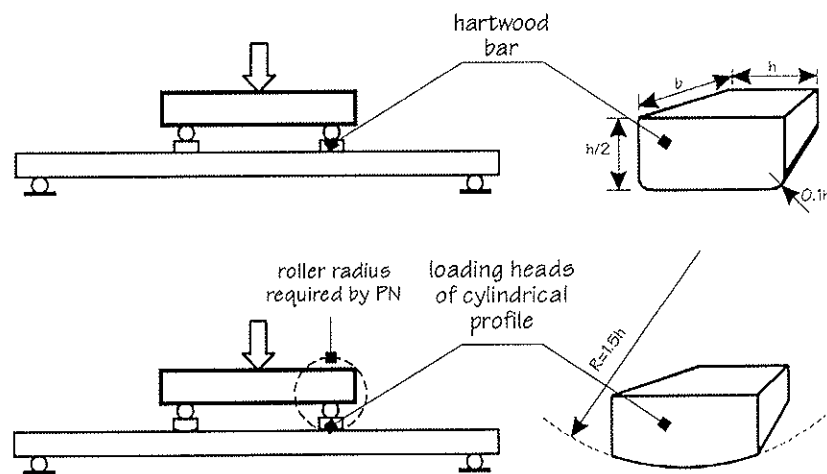 hartwood
bar
b
h
h/2
0.1h
roller radius
required by PN
loading heads
of cylindrical
profile
R=1.5h